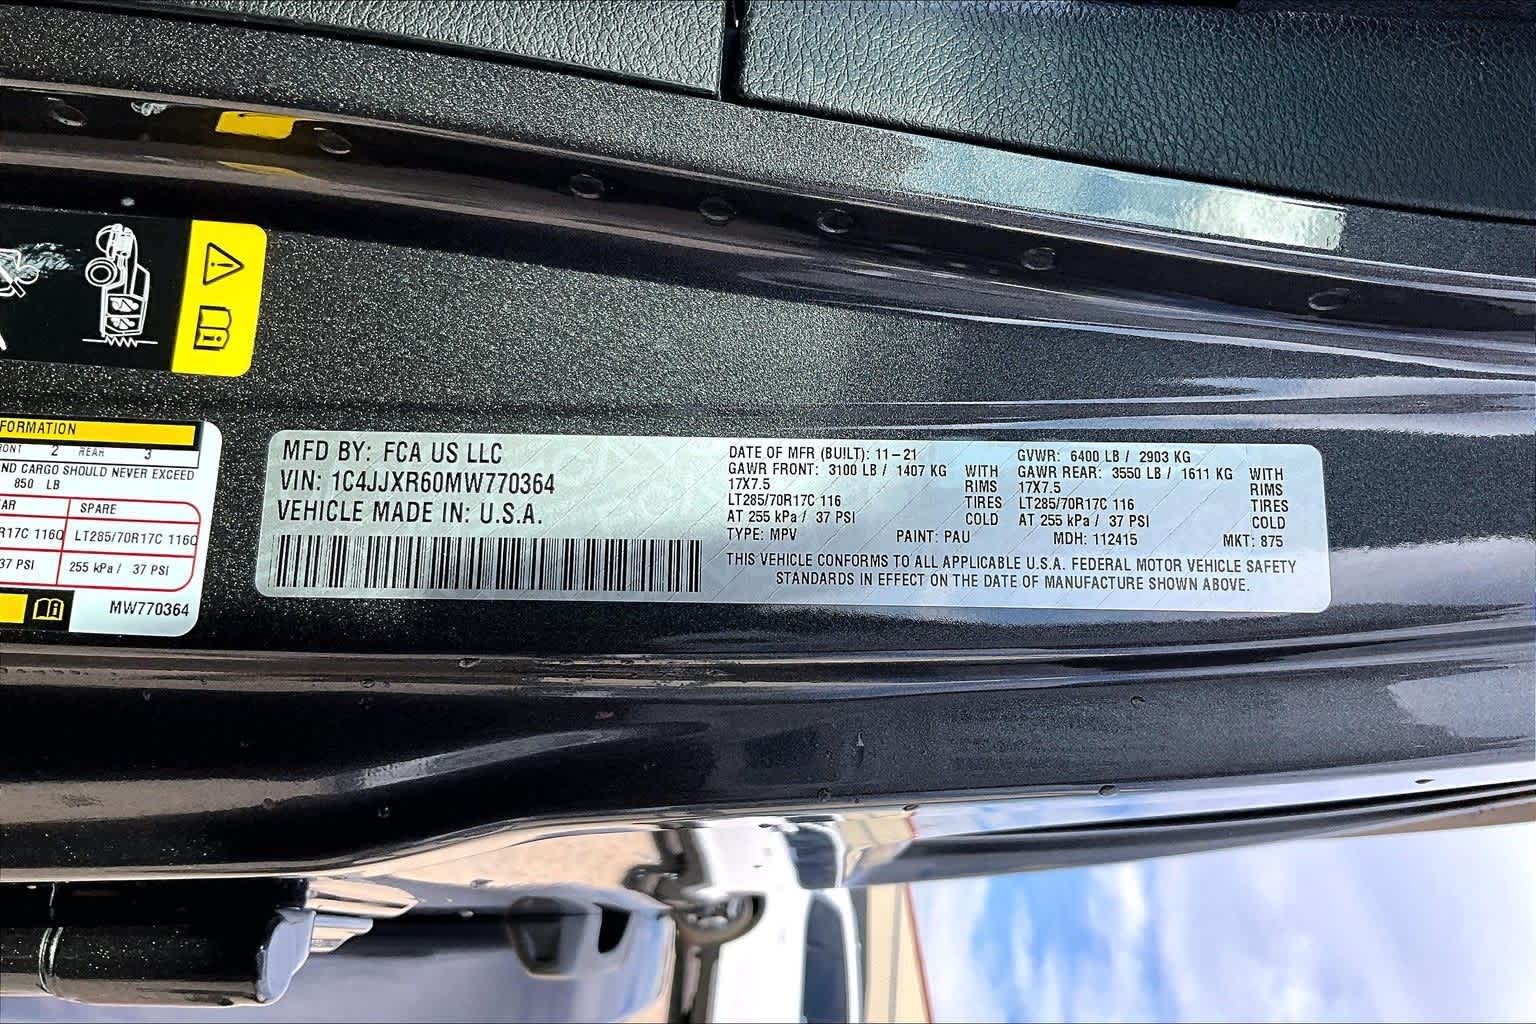 FORMATION
RONT 2 REAR 3
ND CARGO SHOULD NEVER EXCEED
850 LB
AR SPARE
R17C 116Q LT285/70R17C 116Q
37 PSI 255 kPa / 37 PSI
MW770364
MFD BY: FCA US LLC
VIN: 1C4JJXR60MW770364
VEHICLE MADE IN: U.S.A.
DATE OF MFR (BUILT): 11-21 GVWR: 6400 LB / 2903 KG
GAWR FRONT: 3100 LB / 1407 KG WITH GAWR REAR: 3550 LB / 1611 KG WITH
17X7.5 RIMS 17X7.5 RIMS
LT285/70R17C 116 TIRES LT285/70R17C 116 TIRES
AT 255 kPa / 37 PSI COLD AT 255 kPa / 37 PSI COLD
TYPE: MPV PAINT: PAU MDH: 112415 MKT: 875
THIS VEHICLE CONFORMS TO ALL APPLICABLE U.S.A. FEDERAL MOTOR VEHICLE SAFETY
STANDARDS IN EFFECT ON THE DATE OF MANUFACTURE SHOWN ABOVE.